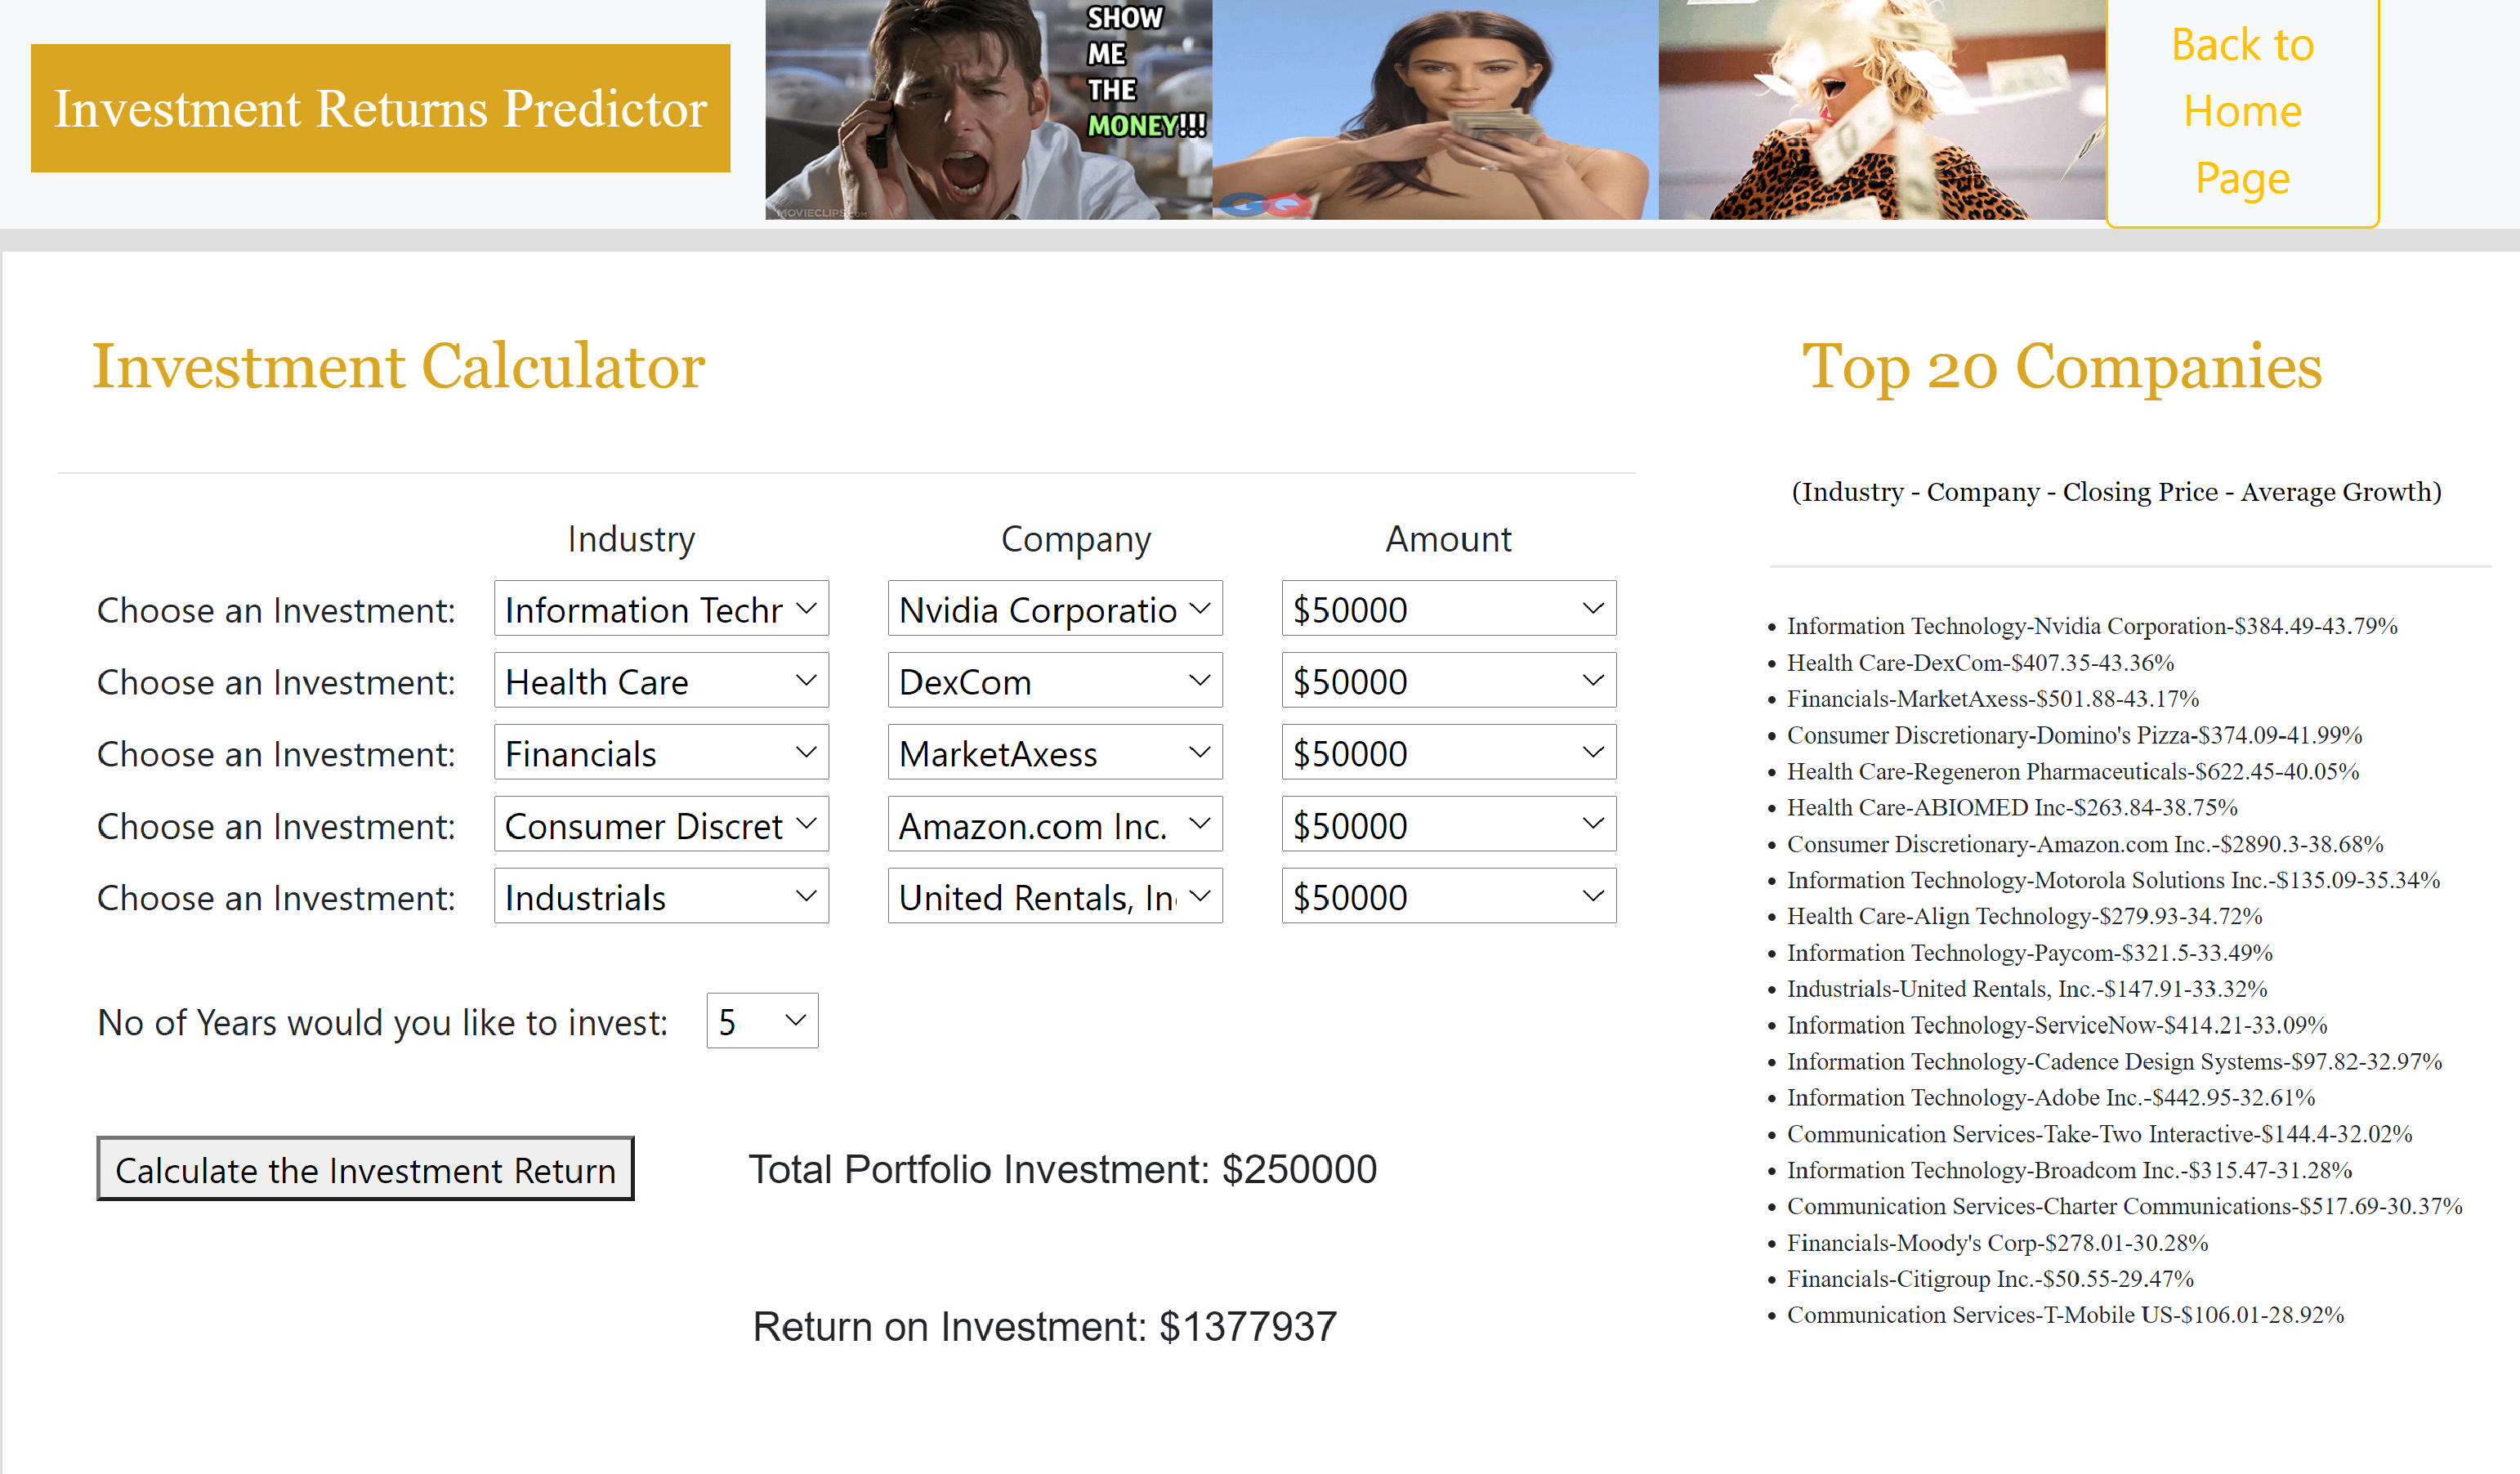 Investment Returns Predictor
SHOW
ME
THE
MONEY!!!
MOVIECLIPS.COM
GQ
Back to
Home
Page
Investment Calculator
Industry Company Amount
Choose an Investment: Information Techr Nvidia Corporatio $50000
Choose an Investment: Health Care DexCom $50000
Choose an Investment: Financials MarketAxess $50000
Choose an Investment: Consumer Discret Amazon.com Inc. $50000
Choose an Investment: Industrials United Rentals, In $50000
No of Years would you like to invest: 5
Calculate the Investment Return
Total Portfolio Investment: $250000
Return on Investment: $1377937
Top 20 Companies
(Industry - Company - Closing Price - Average Growth)
Information Technology-Nvidia Corporation-$384.49-43.79%
Health Care-DexCom-$407.35-43.36%
Financials-MarketAxess-$501.88-43.17%
Consumer Discretionary-Domino's Pizza-$374.09-41.99%
Health Care-Regeneron Pharmaceuticals-$622.45-40.05%
Health Care-ABIOMED Inc-$263.84-38.75%
Consumer Discretionary-Amazon.com Inc.-$2890.3-38.68%
Information Technology-Motorola Solutions Inc.-$135.09-35.34%
Health Care-Align Technology-$279.93-34.72%
Information Technology-Paycom-$321.5-33.49%
Industrials-United Rentals, Inc.-$147.91-33.32%
Information Technology-ServiceNow-$414.21-33.09%
Information Technology-Cadence Design Systems-$97.82-32.97%
Information Technology-Adobe Inc.-$442.95-32.61%
Communication Services-Take-Two Interactive-$144.4-32.02%
Information Technology-Broadcom Inc.-$315.47-31.28%
Communication Services-Charter Communications-$517.69-30.37%
Financials-Moody's Corp-$278.01-30.28%
Financials-Citigroup Inc.-$50.55-29.47%
Communication Services-T-Mobile US-$106.01-28.92%